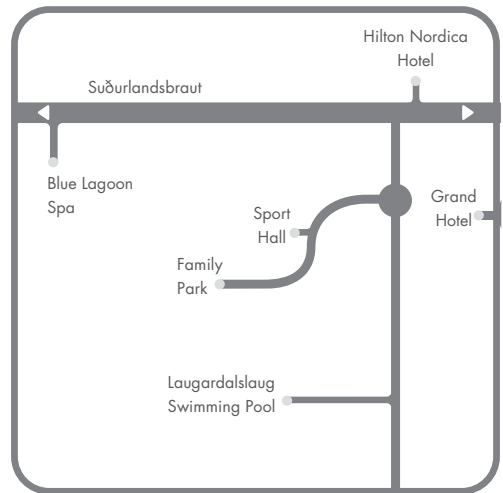 Hilton Nordica
Hotel
Suðurlandsbraut
Blue Lagoon
Spa
Grand
Hotel
Sport
Hall
Family
Park
Laugardalslaug
Swimming Pool